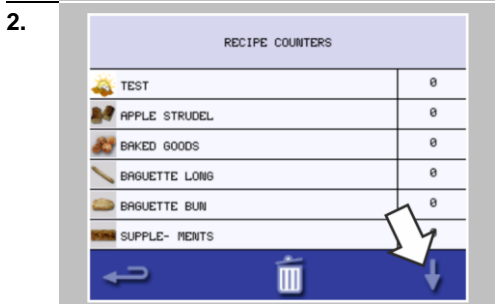 2.
RECIPE COUNTERS
TEST 0
APPLE STRUDEL 0
BAKED GOODS 0
BAGUETTE LONG 0
BAGUETTE BUN 0
SUPPLE- MENTS